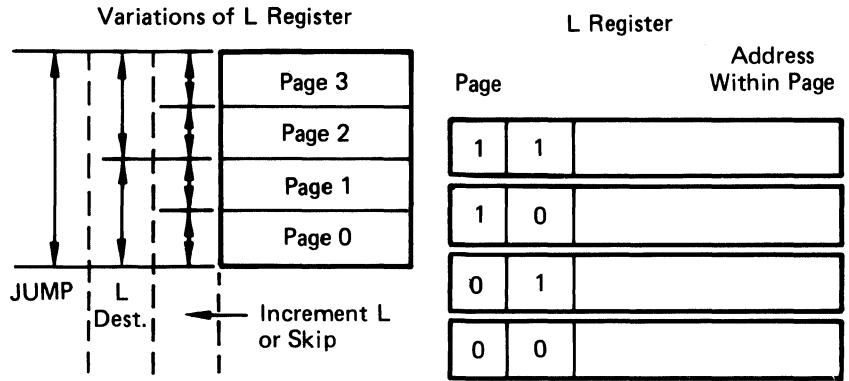 Variations of L Register
Page 3
Page 2
Page 1
Page 0
JUMP
L
Dest.
Increment L
or Skip
L Register
Page
Address
Within Page
1 1
1 0
0 1
0 0